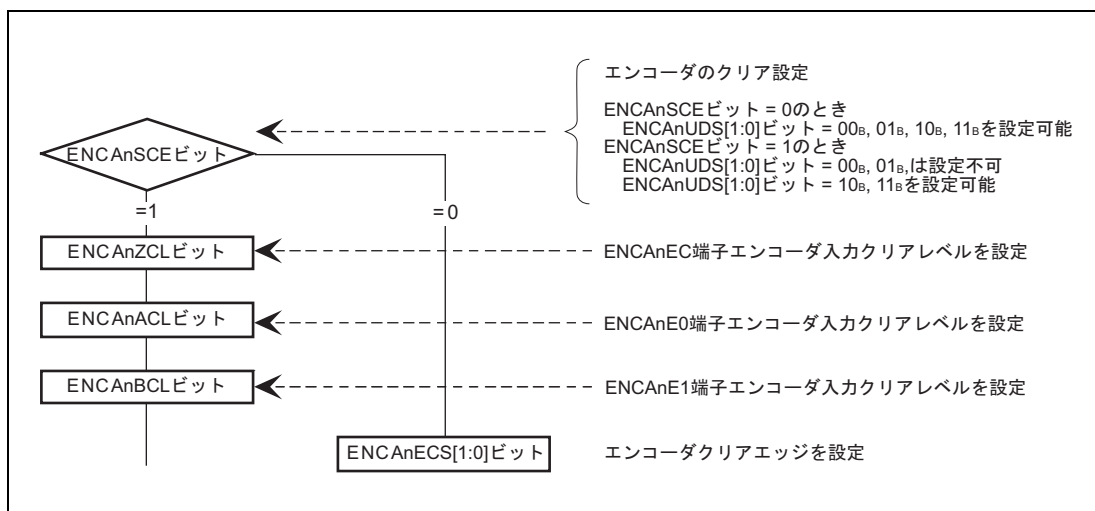 エンコーダのクリア設定
ENCAnSCEビット = 0のとき
ENCAnUDS[1:0]ビット = 00B, 01B, 10B, 11Bを設定可能
ENCAnSCEビット = 1のとき
ENCAnUDS[1:0]ビット = 00B, 01B,は設定不可
ENCAnUDS[1:0]ビット = 10B, 11Bを設定可能
ENCAnSCEビット
=1
=0
ENCAnZCLビット
ENCAnEC端子エンコーダ入力クリアレベルを設定
ENCAnACLビット
ENCAnE0端子エンコーダ入力クリアレベルを設定
ENCAnBCLビット
ENCAnE1端子エンコーダ入力クリアレベルを設定
ENCAnECS[1:0]ビット
エンコーダクリアエッジを設定